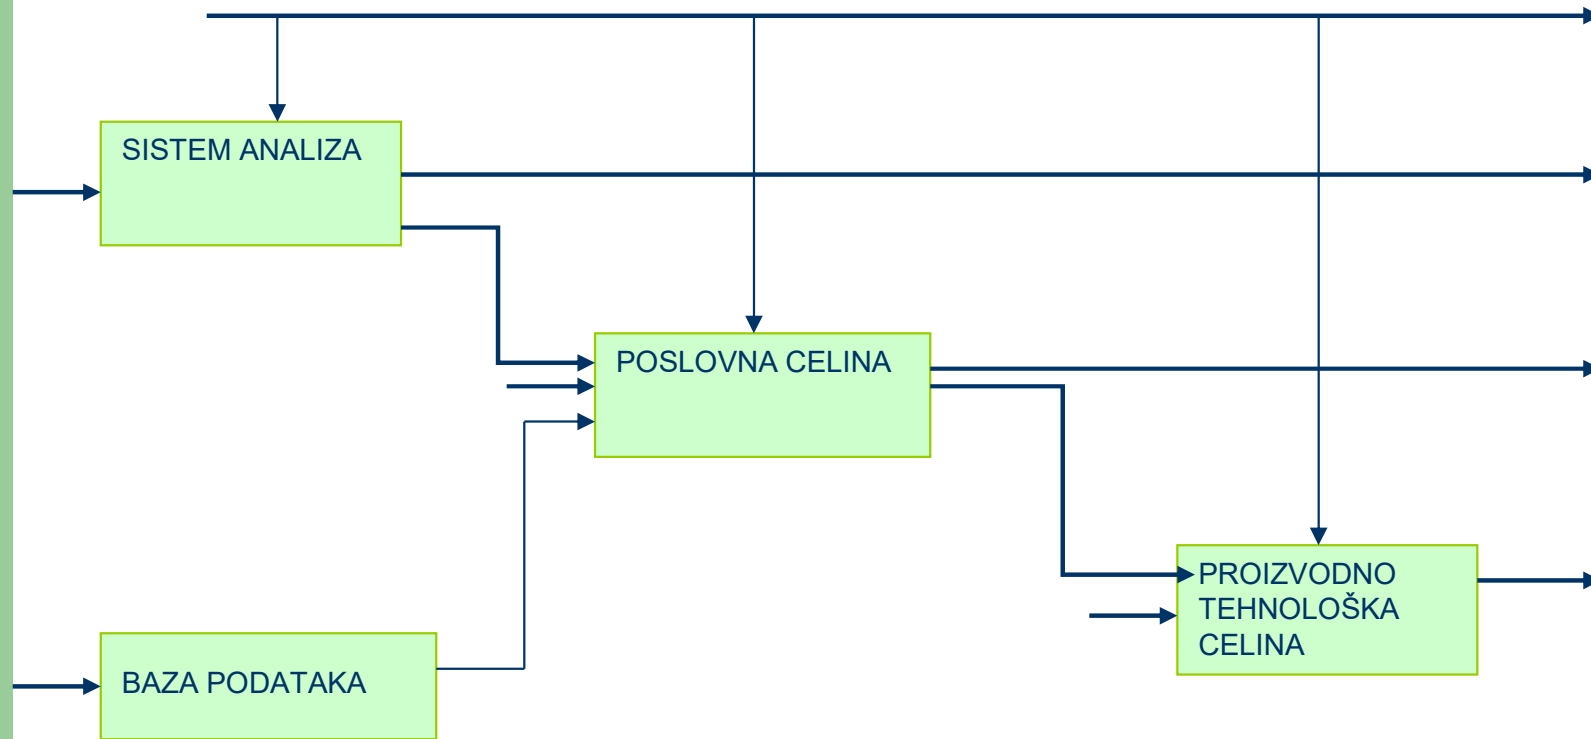 SISTEM ANALIZA
POSLOVNA CELINA
PROIZVODNO
TEHNOLOŠKA
CELINA
BAZA PODATAKA